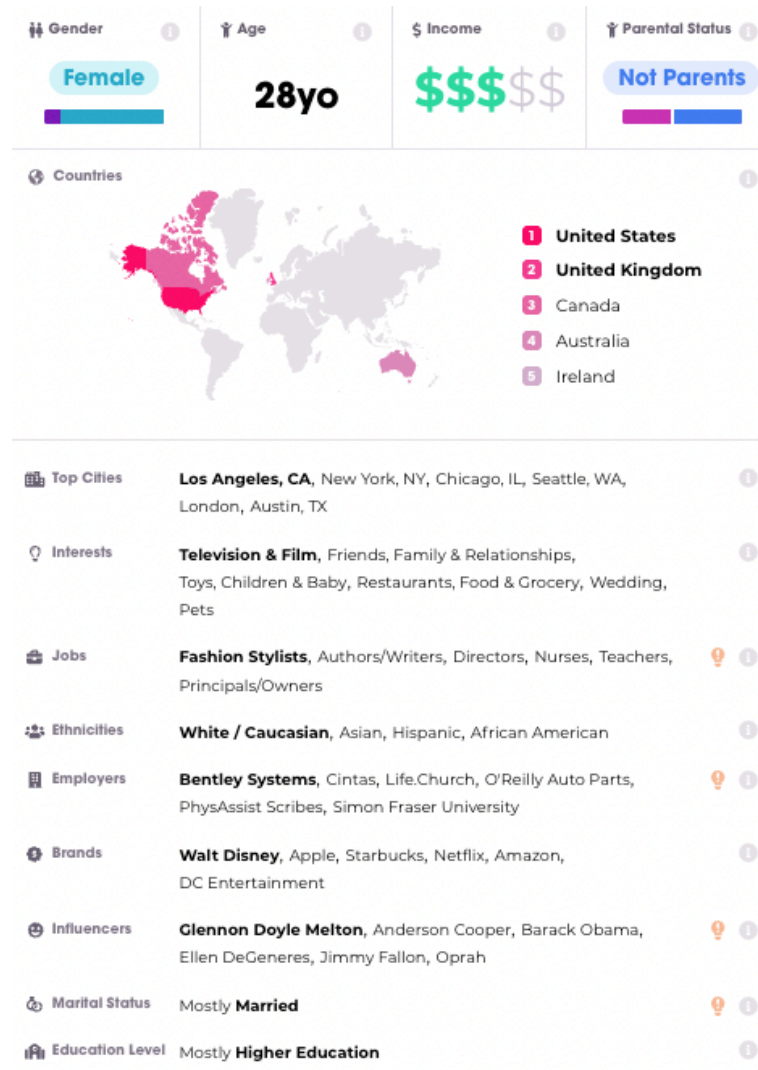 Gender
Age
$ Income
Parental Status
Female
28yo
$$$$$
Not Parents
Countries
1 United States
2 United Kingdom
3 Canada
4 Australia
5 Ireland
Top Cities
Los Angeles, CA, New York, NY, Chicago, IL, Seattle, WA,
London, Austin, TX
Interests
Television & Film, Friends, Family & Relationships,
Toys, Children & Baby, Restaurants, Food & Grocery, Wedding,
Pets
Jobs
Fashion Stylists, Authors/Writers, Directors, Nurses, Teachers,
Principals/Owners
Ethnicities
White / Caucasian, Asian, Hispanic, African American
Employers
Bentley Systems, Cintas, Life.Church, O'Reilly Auto Parts,
PhysAssist Scribes, Simon Fraser University
Brands
Walt Disney, Apple, Starbucks, Netflix, Amazon,
DC Entertainment
Influencers
Glennon Doyle Melton, Anderson Cooper, Barack Obama,
Ellen DeGeneres, Jimmy Fallon, Oprah
Marital Status
Mostly Married
Education Level
Mostly Higher Education